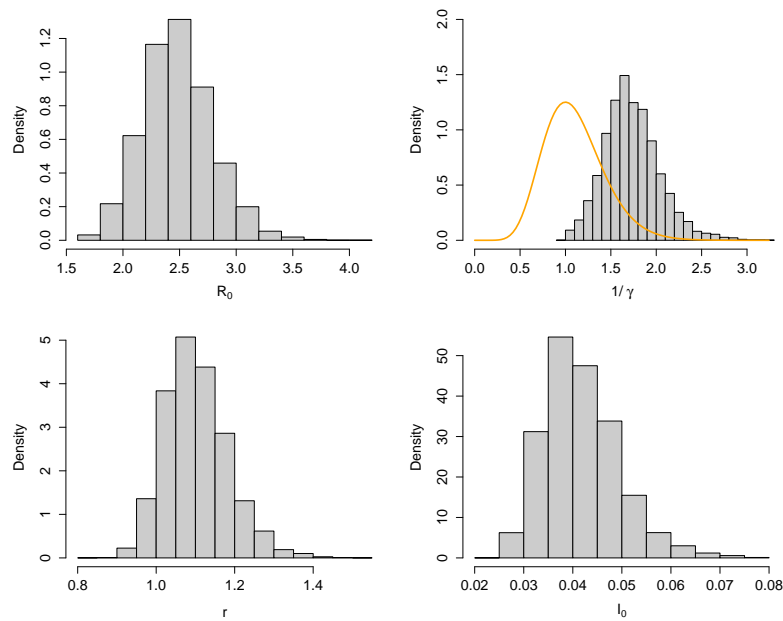 Density
0.0 0.2 0.4 0.6 0.8 1.0 1.2
1.5 2.0 2.5 3.0 3.5 4.0
R₀
Density
0.0 0.5 1.0 1.5 2.0
0.0 0.5 1.0 1.5 2.0 2.5 3.0
1/ γ
Density
0 1 2 3 4 5
0.8 1.0 1.2 1.4
r
Density
0 10 20 30 40 50
0.02 0.03 0.04 0.05 0.06 0.07 0.08
I₀